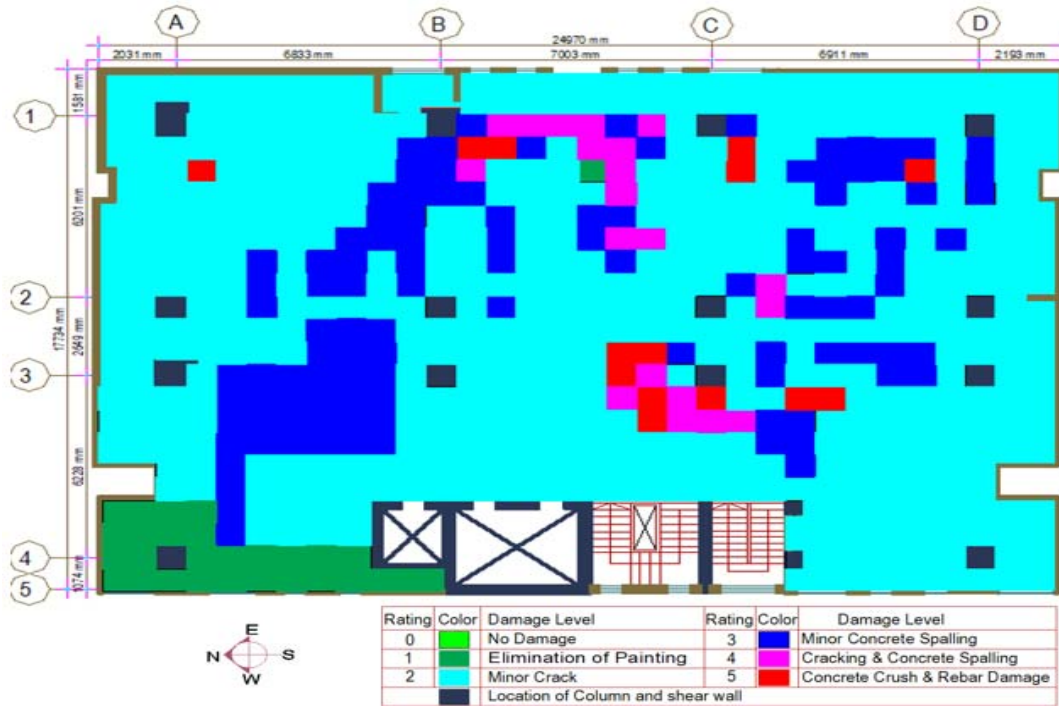 A B C D
24970 mm
2031 mm 6833 mm 7003 mm 6911 mm 2193 mm
1581 mm
1
6201 mm
2
17734 mm
2649 mm
3
6228 mm
4
1074 mm
5
E
N S
W
Rating Color Damage Level Rating Color Damage Level
0 No Damage 3 Minor Concrete Spalling
1 Elimination of Painting 4 Cracking & Concrete Spalling
2 Minor Crack 5 Concrete Crush & Rebar Damage
Location of Column and shear wall